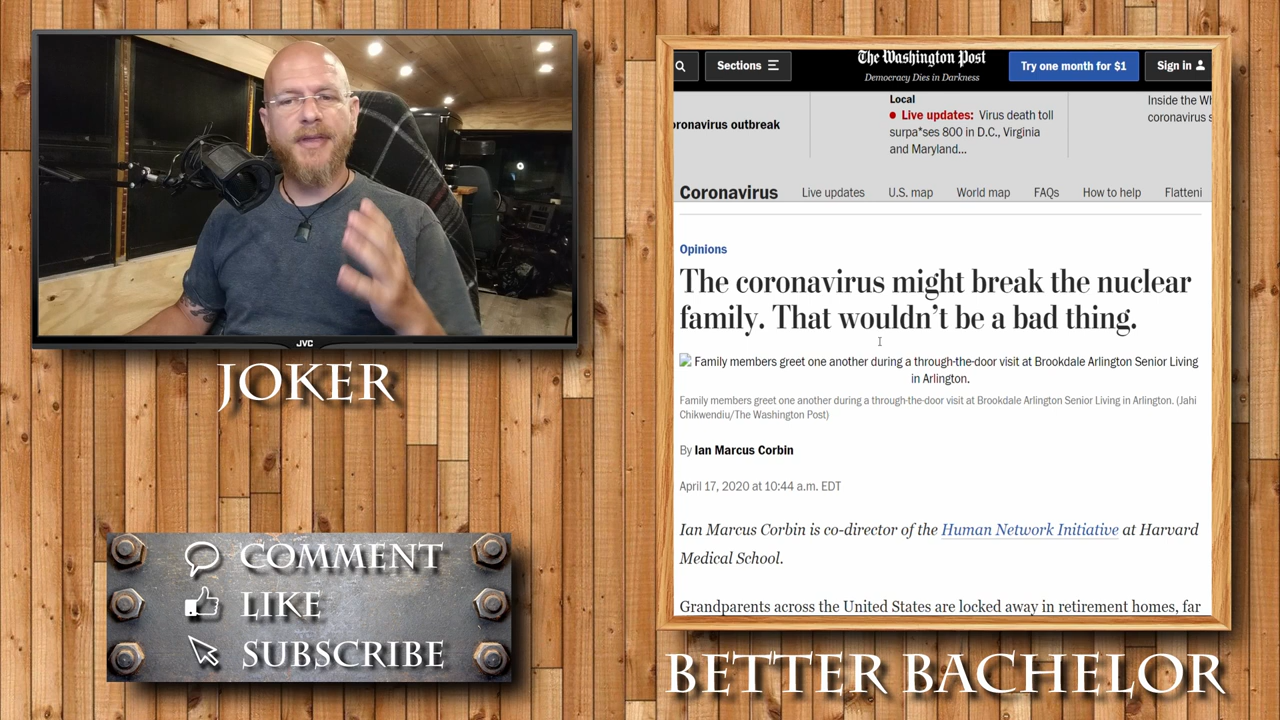 JVC
JOKER
COMMENT
LIKE
SUBSCRIBE
Sections
The Washington Post
Democracy Dies in Darkness
Try one month for $1
Sign in
oronavirus outbreak
Local
Live updates: Virus death toll
surpa*ses 800 in D.C., Virginia
and Maryland...
Inside the Wh
coronavirus s
Coronavirus
Live updates
U.S. map
World map
FAQs
How to help
Flatteni
Opinions
The coronavirus might break the nuclear
family. That wouldn't be a bad thing.
Family members greet one another during a through-the-door visit at Brookdale Arlington Senior Living
in Arlington.
Family members greet one another during a through-the-door visit at Brookdale Arlington Senior Living in Arlington. (Jahi
Chikwendiu/The Washington Post)
By Ian Marcus Corbin
April 17, 2020 at 10:44 a.m. EDT
Ian Marcus Corbin is co-director of the Human Network Initiative at Harvard
Medical School.
Grandparents across the United States are locked away in retirement homes, far
BETTER BACHELOR